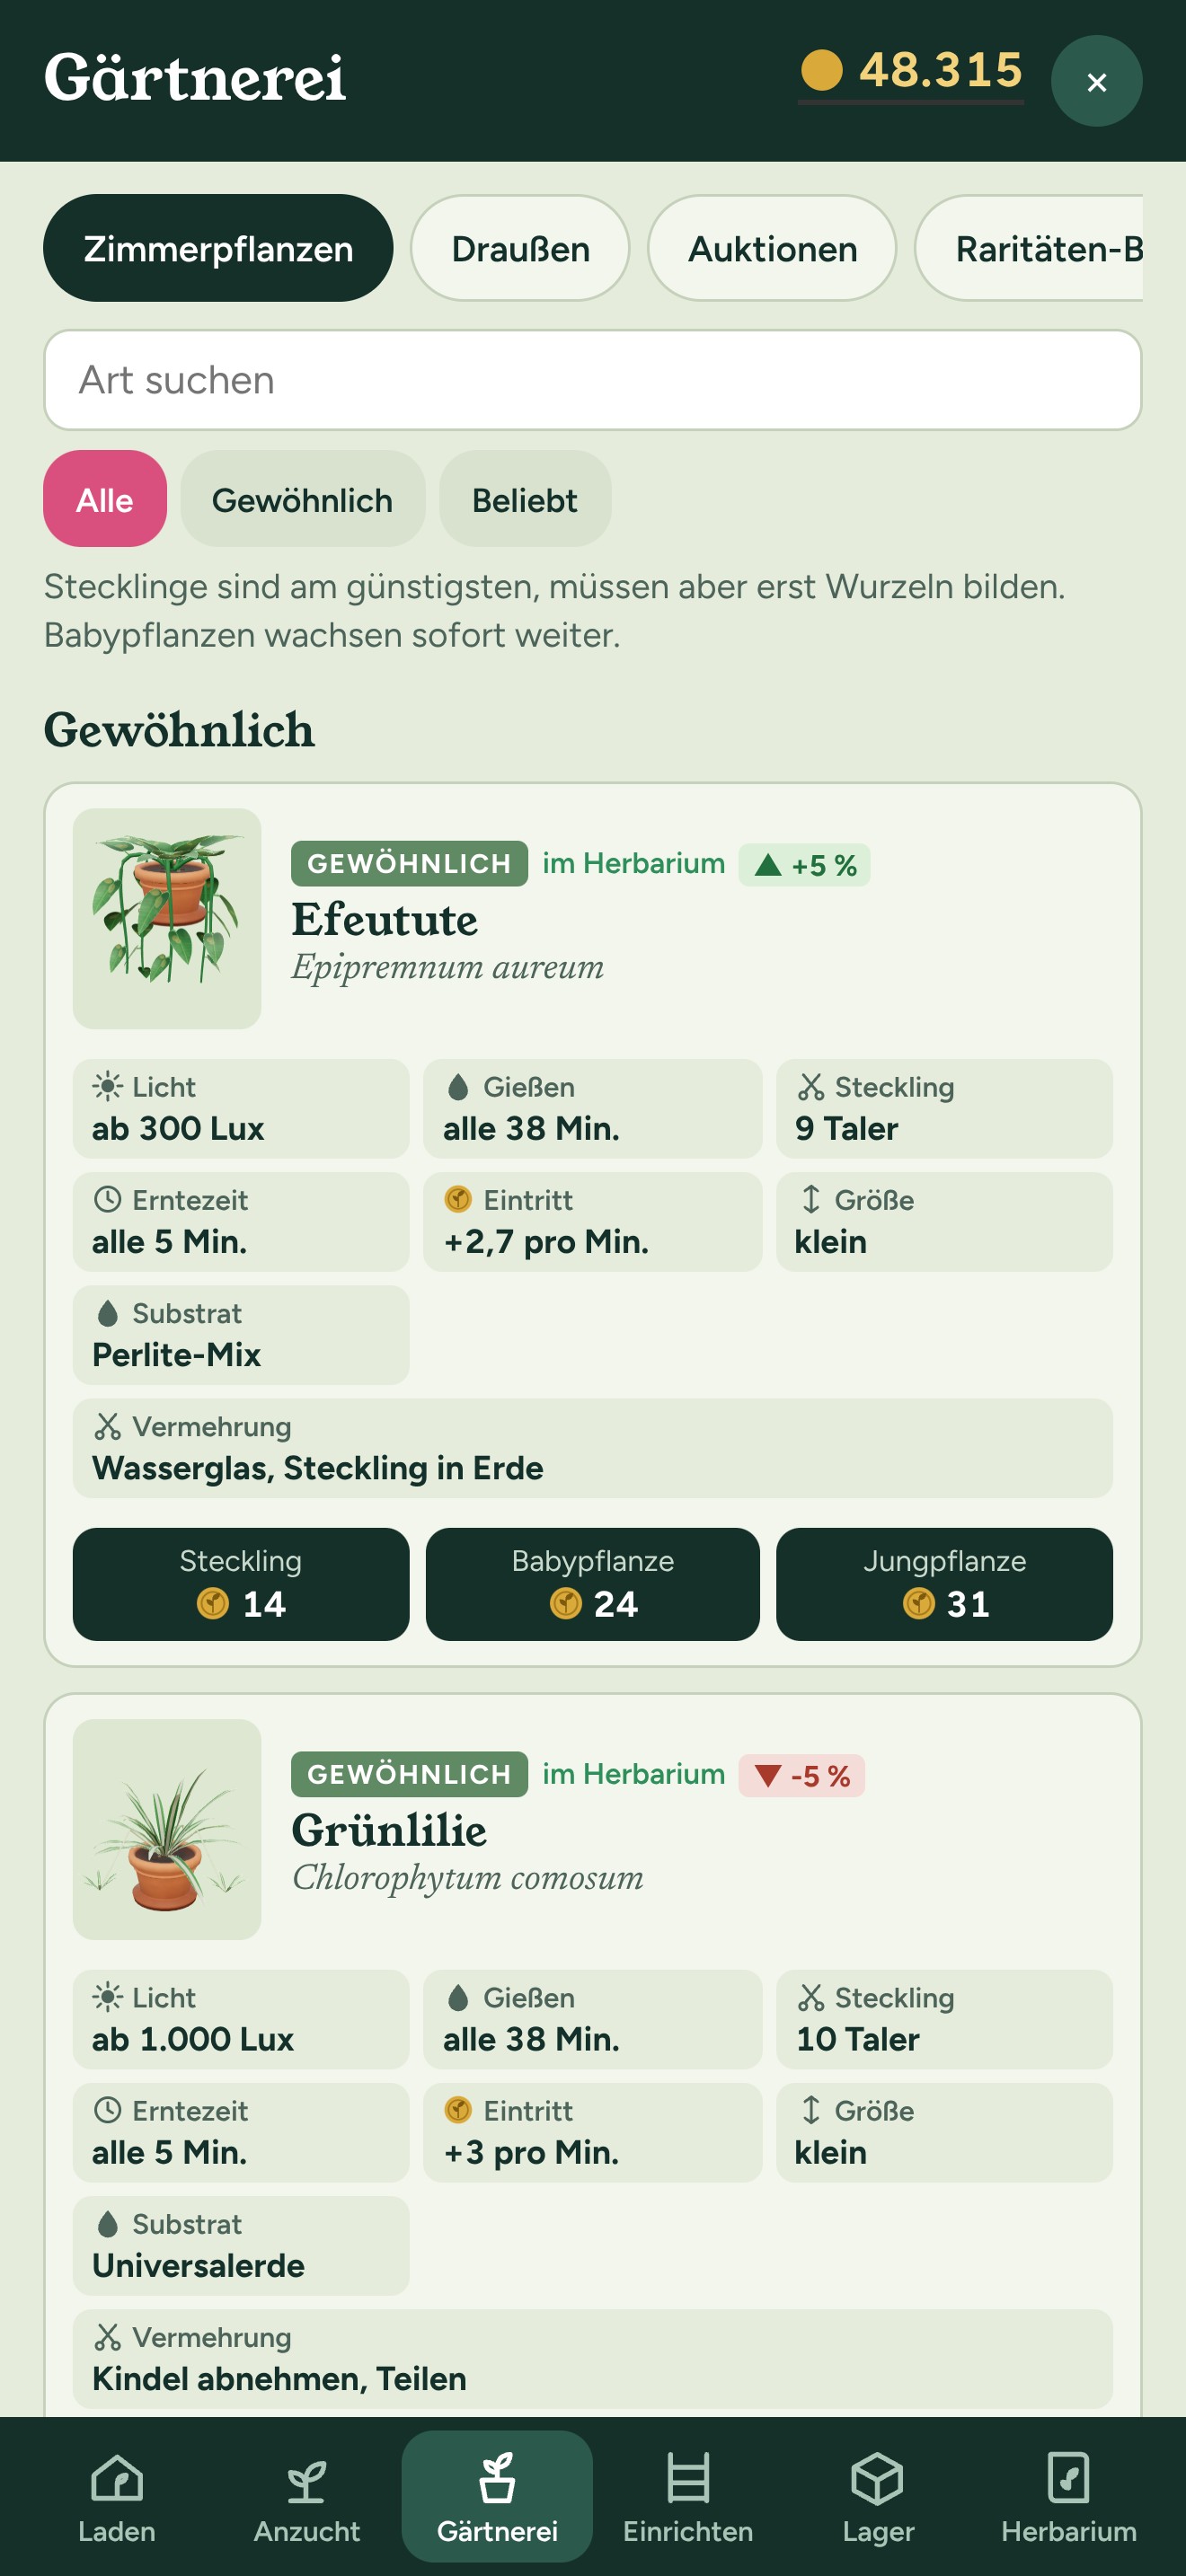 Gärtnerei
48.315
×
Zimmerpflanzen Draußen Auktionen Raritäten-B
Art suchen
Alle Gewöhnlich Beliebt
Stecklinge sind am günstigsten, müssen aber erst Wurzeln bilden.
Babypflanzen wachsen sofort weiter.
Gewöhnlich
GEWÖHNLICH im Herbarium ▲ +5 %
Efeutute
Epipremnum aureum
Licht Gießen Steckling
ab 300 Lux alle 38 Min. 9 Taler
Erntezeit Eintritt Größe
alle 5 Min. +2,7 pro Min. klein
Substrat
Perlite-Mix
Vermehrung
Wasserglas, Steckling in Erde
Steckling Babypflanze Jungpflanze
14 24 31
GEWÖHNLICH im Herbarium ▼ -5 %
Grünlilie
Chlorophytum comosum
Licht Gießen Steckling
ab 1.000 Lux alle 38 Min. 10 Taler
Erntezeit Eintritt Größe
alle 5 Min. +3 pro Min. klein
Substrat
Universalerde
Vermehrung
Kindel abnehmen, Teilen
Laden Anzucht Gärtnerei Einrichten Lager Herbarium